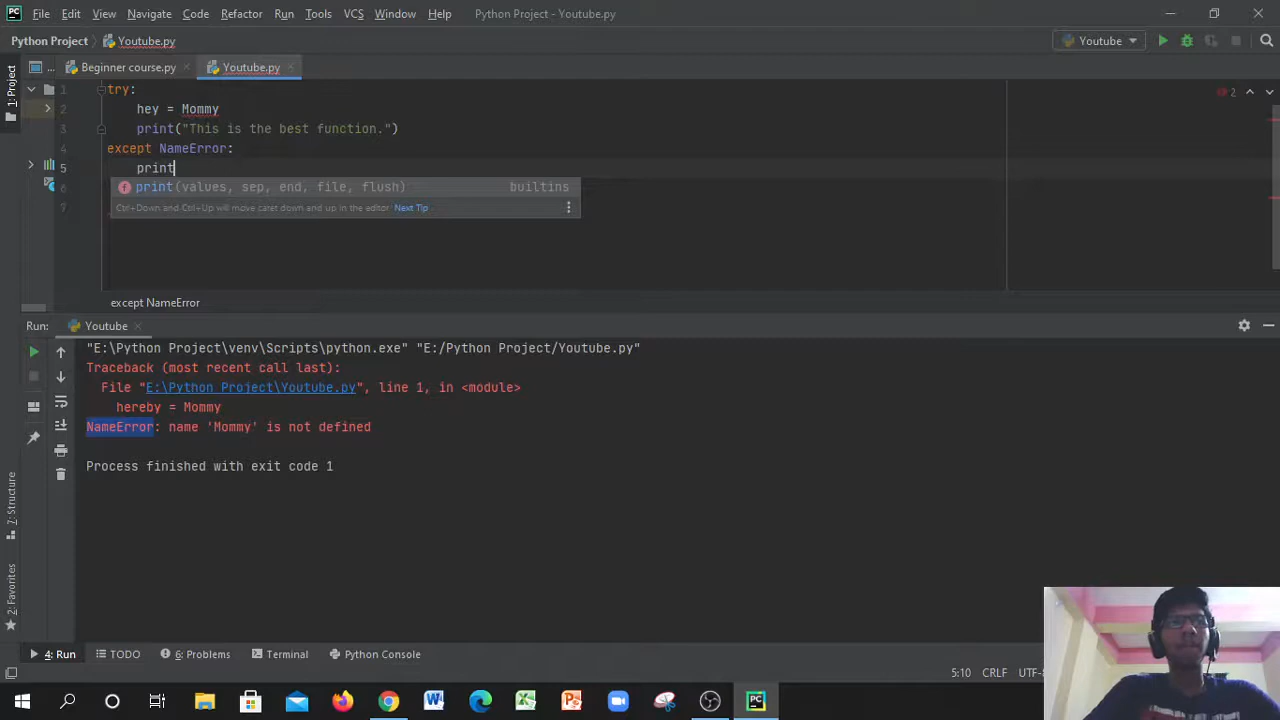 File Edit View Navigate Code Refactor Run Tools VCS Window Help Python Project - Youtube.py
Python Project Youtube.py Youtube
1: Project
... Beginner course.py Youtube.py
1 try:
2 hey = Mommy
3 print("This is the best function.")
4 except NameError:
5 print
6 print(values, sep, end, file, flush) builtins
Ctrl+Down and Ctrl+Up will move caret down and up in the editor Next Tip
7
2
except NameError
Run: Youtube
"E:\Python Project\venv\Scripts\python.exe" "E:/Python Project/Youtube.py"
Traceback (most recent call last):
File "E:\Python Project\Youtube.py", line 1, in <module>
hereby = Mommy
NameError: name 'Mommy' is not defined
Process finished with exit code 1
7: Structure
2: Favorites
4: Run TODO 6: Problems Terminal Python Console
5:10 CRLF UTF-8